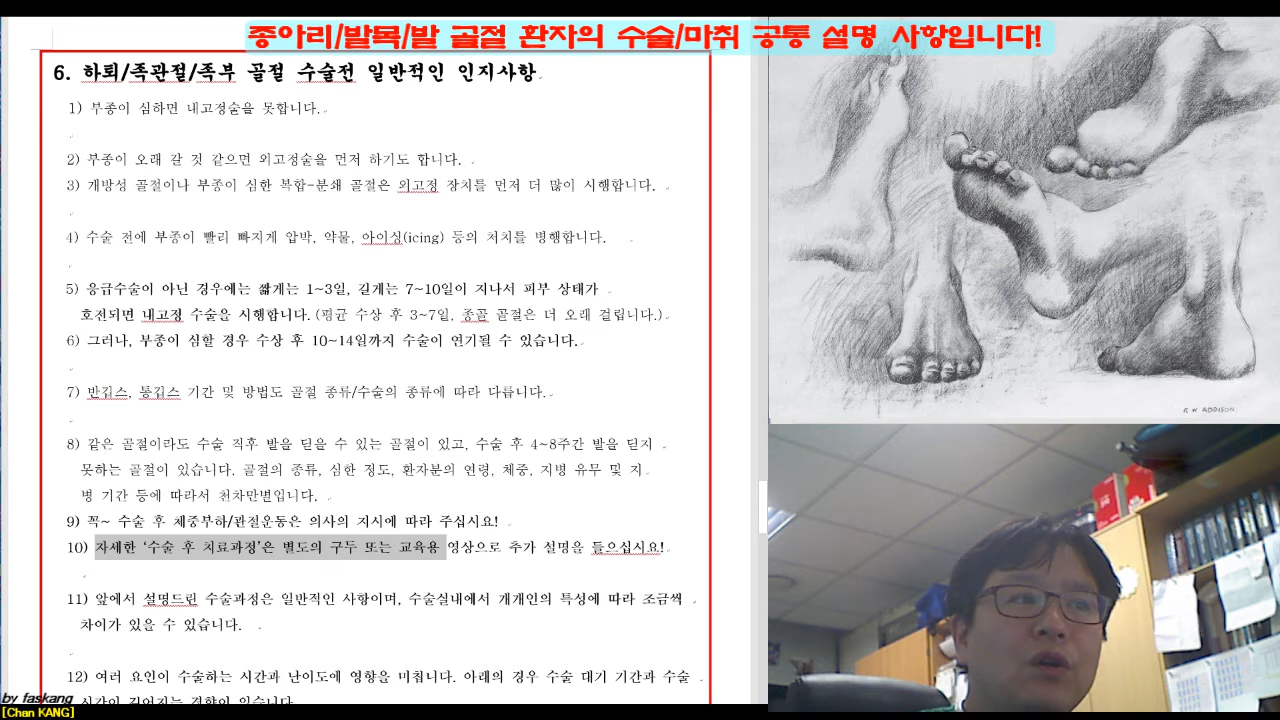 종아리/발목/발 골절 환자의 수술/마취 공통 설명 사항입니다!
6. 하퇴/족관절/족부 골절 수술전 일반적인 인지사항
1) 부종이 심하면 내고정술을 못합니다.
2) 부종이 오래 갈 것 같으면 외고정술을 먼저 하기도 합니다.
3) 개방성 골절이나 부종이 심한 복합-분쇄 골절은 외고정 장치를 먼저 더 많이 시행합니다.
4) 수술 전에 부종이 빨리 빠지게 압박, 약물, 아이싱(icing) 등의 처치를 병행합니다.
5) 응급수술이 아닌 경우에는 짧게는 1~3일, 길게는 7~10일이 지나서 피부 상태가
호전되면 내고정 수술을 시행합니다. (평균 수상 후 3~7일, 종골 골절은 더 오래 걸립니다.)
6) 그러나, 부종이 심할 경우 수상 후 10~14일까지 수술이 연기될 수 있습니다.
7) 반깁스, 통깁스 기간 및 방법도 골절 종류/수술의 종류에 따라 다릅니다.
8) 같은 골절이라도 수술 직후 발을 딛을 수 있는 골절이 있고, 수술 후 4~8주간 발을 딛지
못하는 골절이 있습니다. 골절의 종류, 심한 정도, 환자분의 연령, 체중, 지병 유무 및 지
병 기간 등에 따라서 천차만별입니다.
9) 꼭~ 수술 후 체중부하/관절운동은 의사의 지시에 따라 주십시요!
10) 자세한 '수술 후 치료과정'은 별도의 구두 또는 교육용 영상으로 추가 설명을 들으십시요!
11) 앞에서 설명드린 수술과정은 일반적인 사항이며, 수술실내에서 개개인의 특성에 따라 조금씩
차이가 있을 수 있습니다.
12) 여러 요인이 수술하는 시간과 난이도에 영향을 미칩니다. 아래의 경우 수술 대기 기간과 수술
시간이 길어지는 경향이 있습니다
by faskang
[Chan KANG]
R W ADDISON